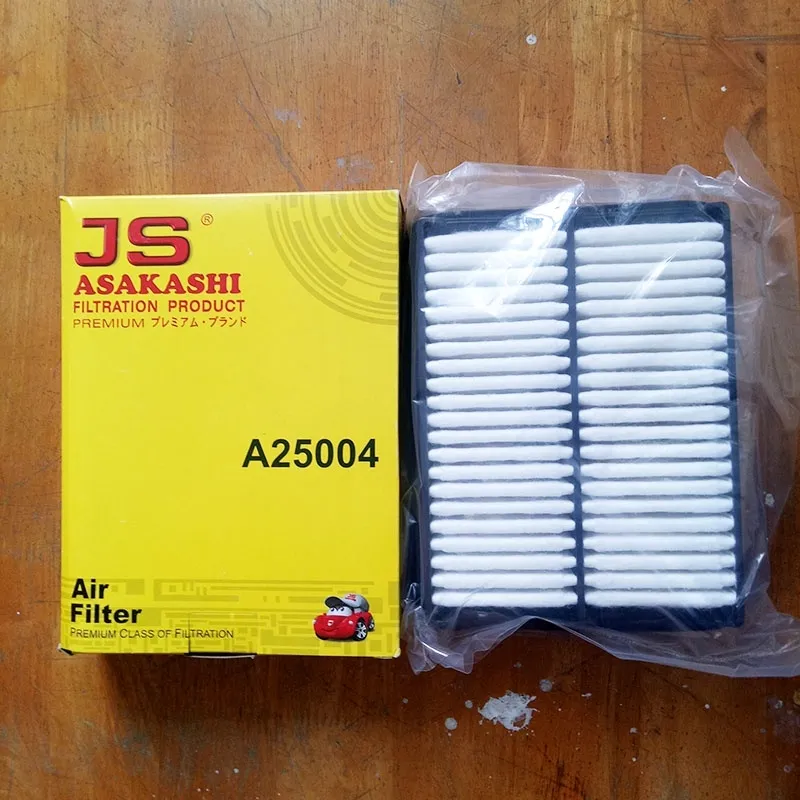 JS®
ASAKASHI
FILTRATION PRODUCT
PREMIUM プレミアム・ブランド
A25004
Air
Filter
PREMIUM CLASS OF FILTRATION